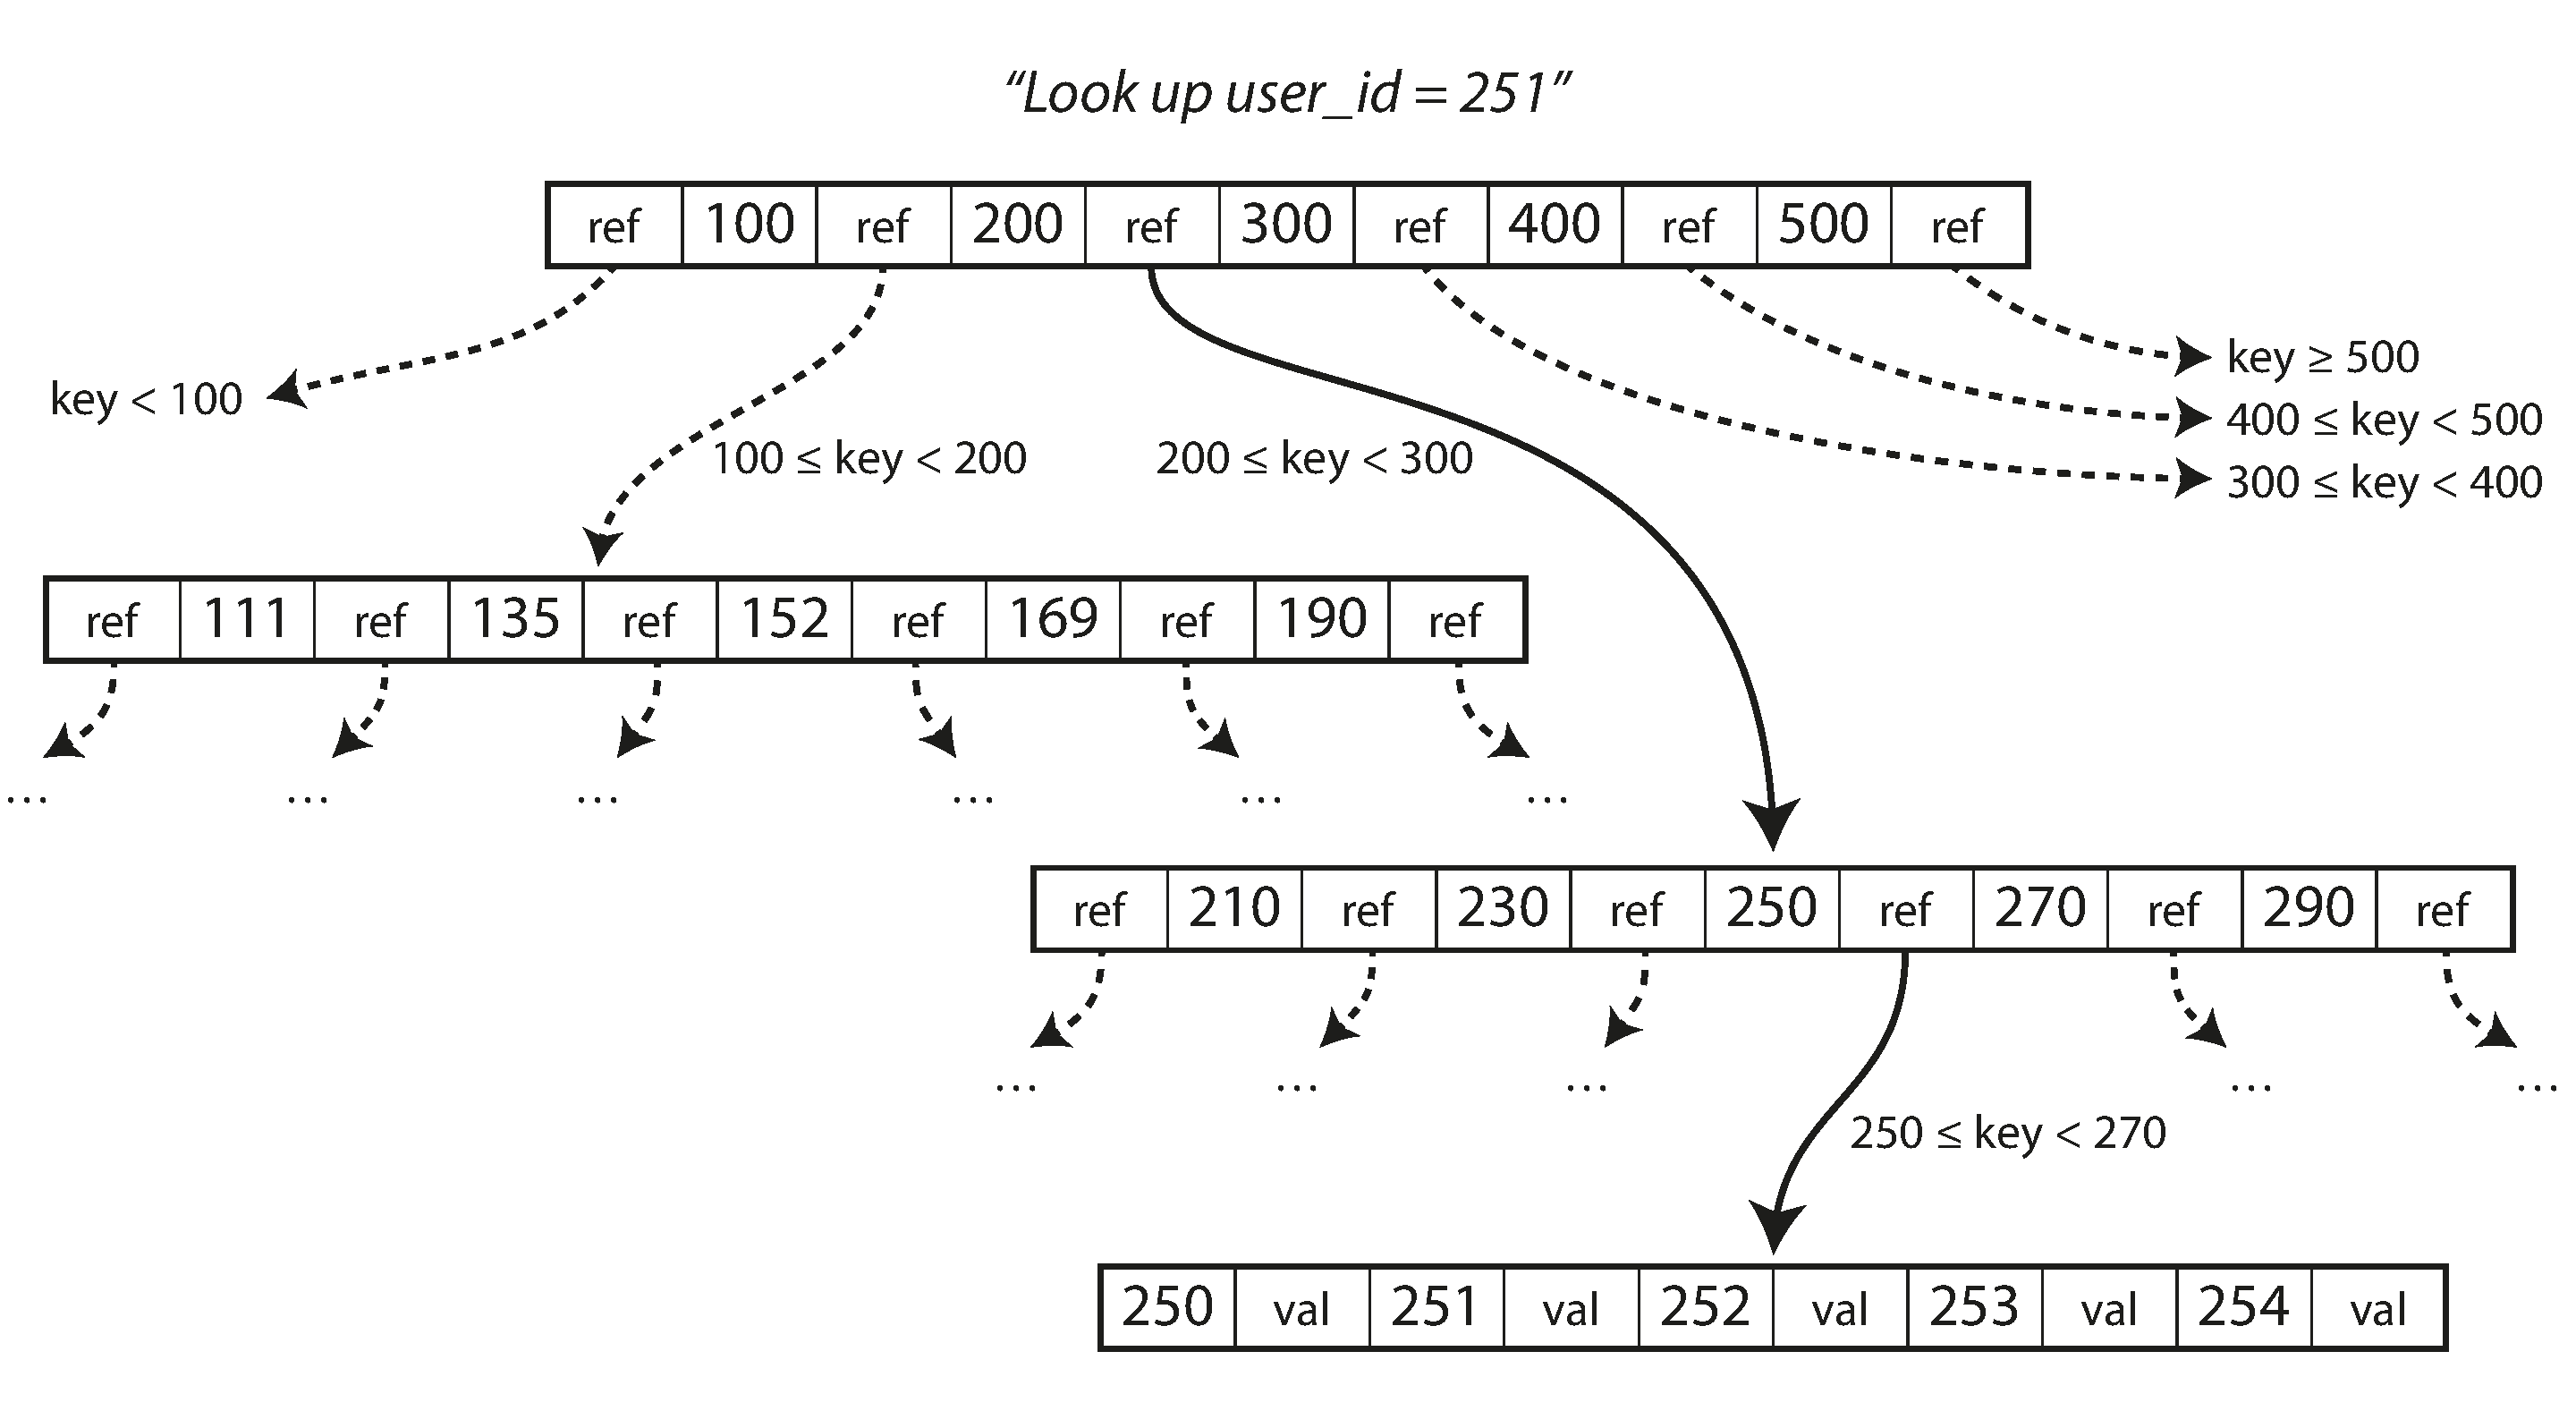 “Look up user_id = 251”
ref 100 ref 200 ref 300 ref 400 ref 500 ref
key ≥ 500
key < 100
400 ≤ key < 500
100 ≤ key < 200
200 ≤ key < 300
300 ≤ key < 400
ref 111 ref 135 ref 152 ref 169 ref 190 ref
... ... ... ... ... ...
ref 210 ref 230 ref 250 ref 270 ref 290 ref
... ... ... ... ...
250 ≤ key < 270
250 val 251 val 252 val 253 val 254 val